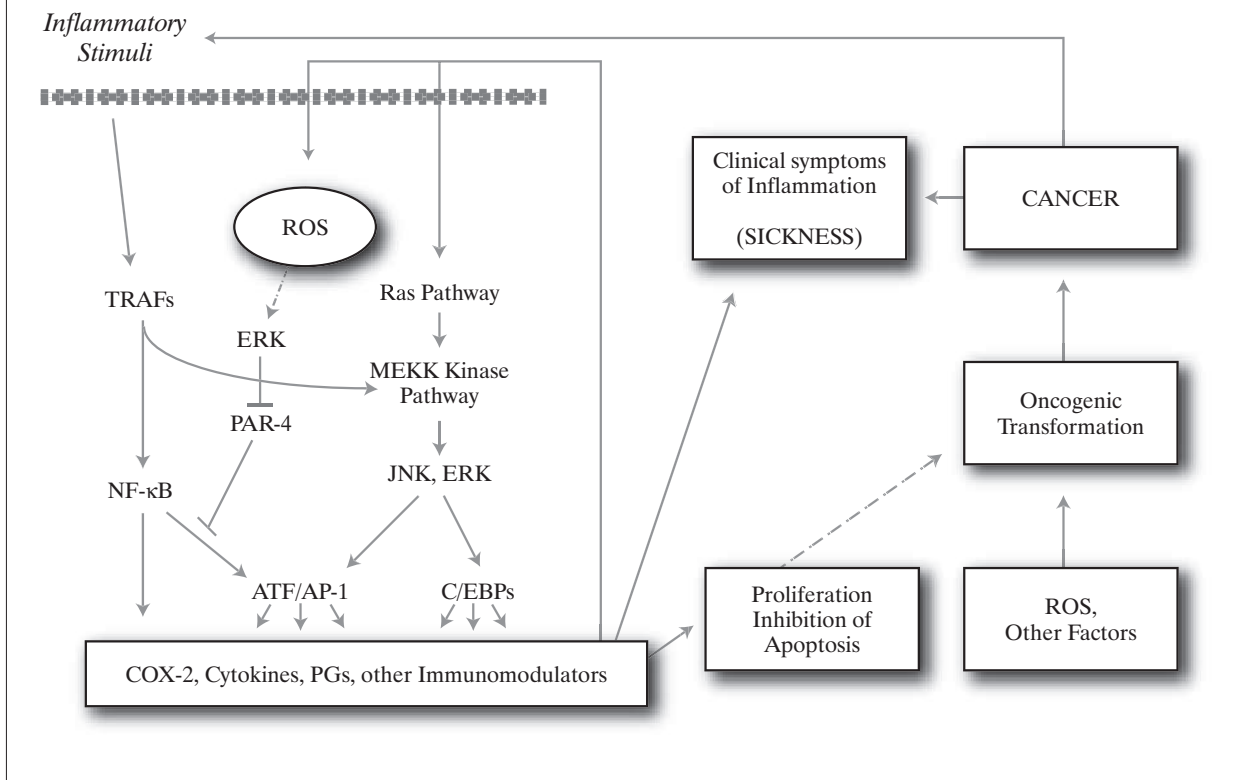 Inflammatory
Stimuli
Clinical symptoms
of Inflammation
(SICKNESS)
CANCER
ROS
TRAFs
Ras Pathway
ERK
MEKK Kinase
Pathway
PAR-4
Oncogenic
Transformation
JNK, ERK
NF-κB
ATF/AP-1
C/EBPs
Proliferation
Inhibition of
Apoptosis
ROS,
Other Factors
COX-2, Cytokines, PGs, other Immunomodulators